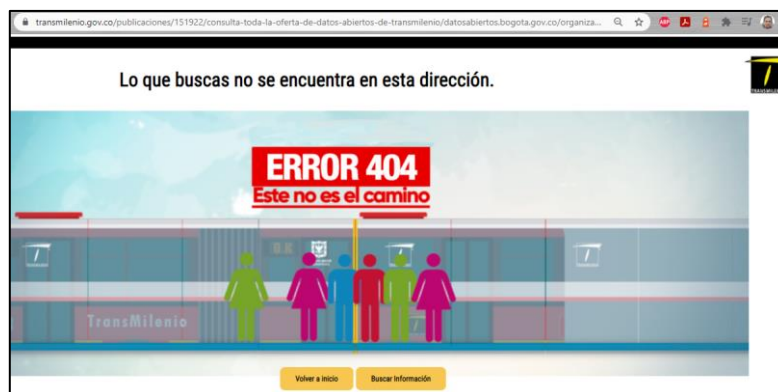 transmilenio.gov.co/publicaciones/151922/consulta-toda-la-oferta-de-datos-abiertos-de-transmilenio/datosabiertos.bogota.gov.co/organiza...
Lo que buscas no se encuentra en esta dirección.
ERROR 404
Este no es el camino
TransMilenio
Volver a inicio
Buscar Información